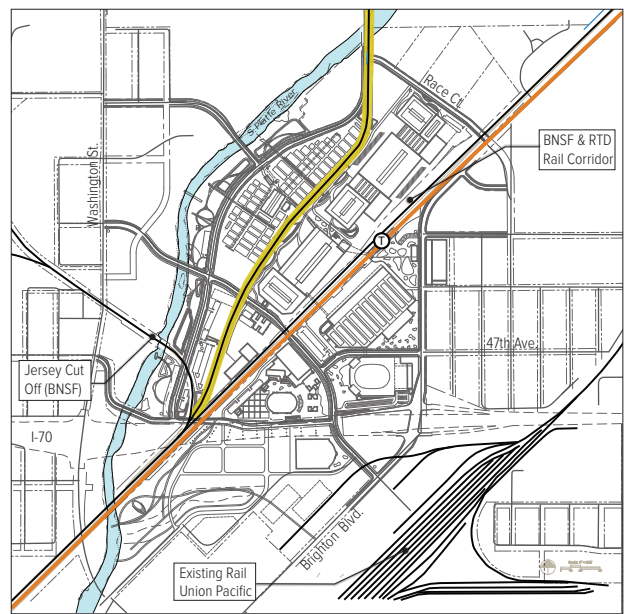 Race Ct.
S Platte River
Washington St.
BNSF & RTD
Rail Corridor
T
47th Ave.
Jersey Cut
Off (BNSF)
I-70
Brighton Blvd.
Existing Rail
Union Pacific